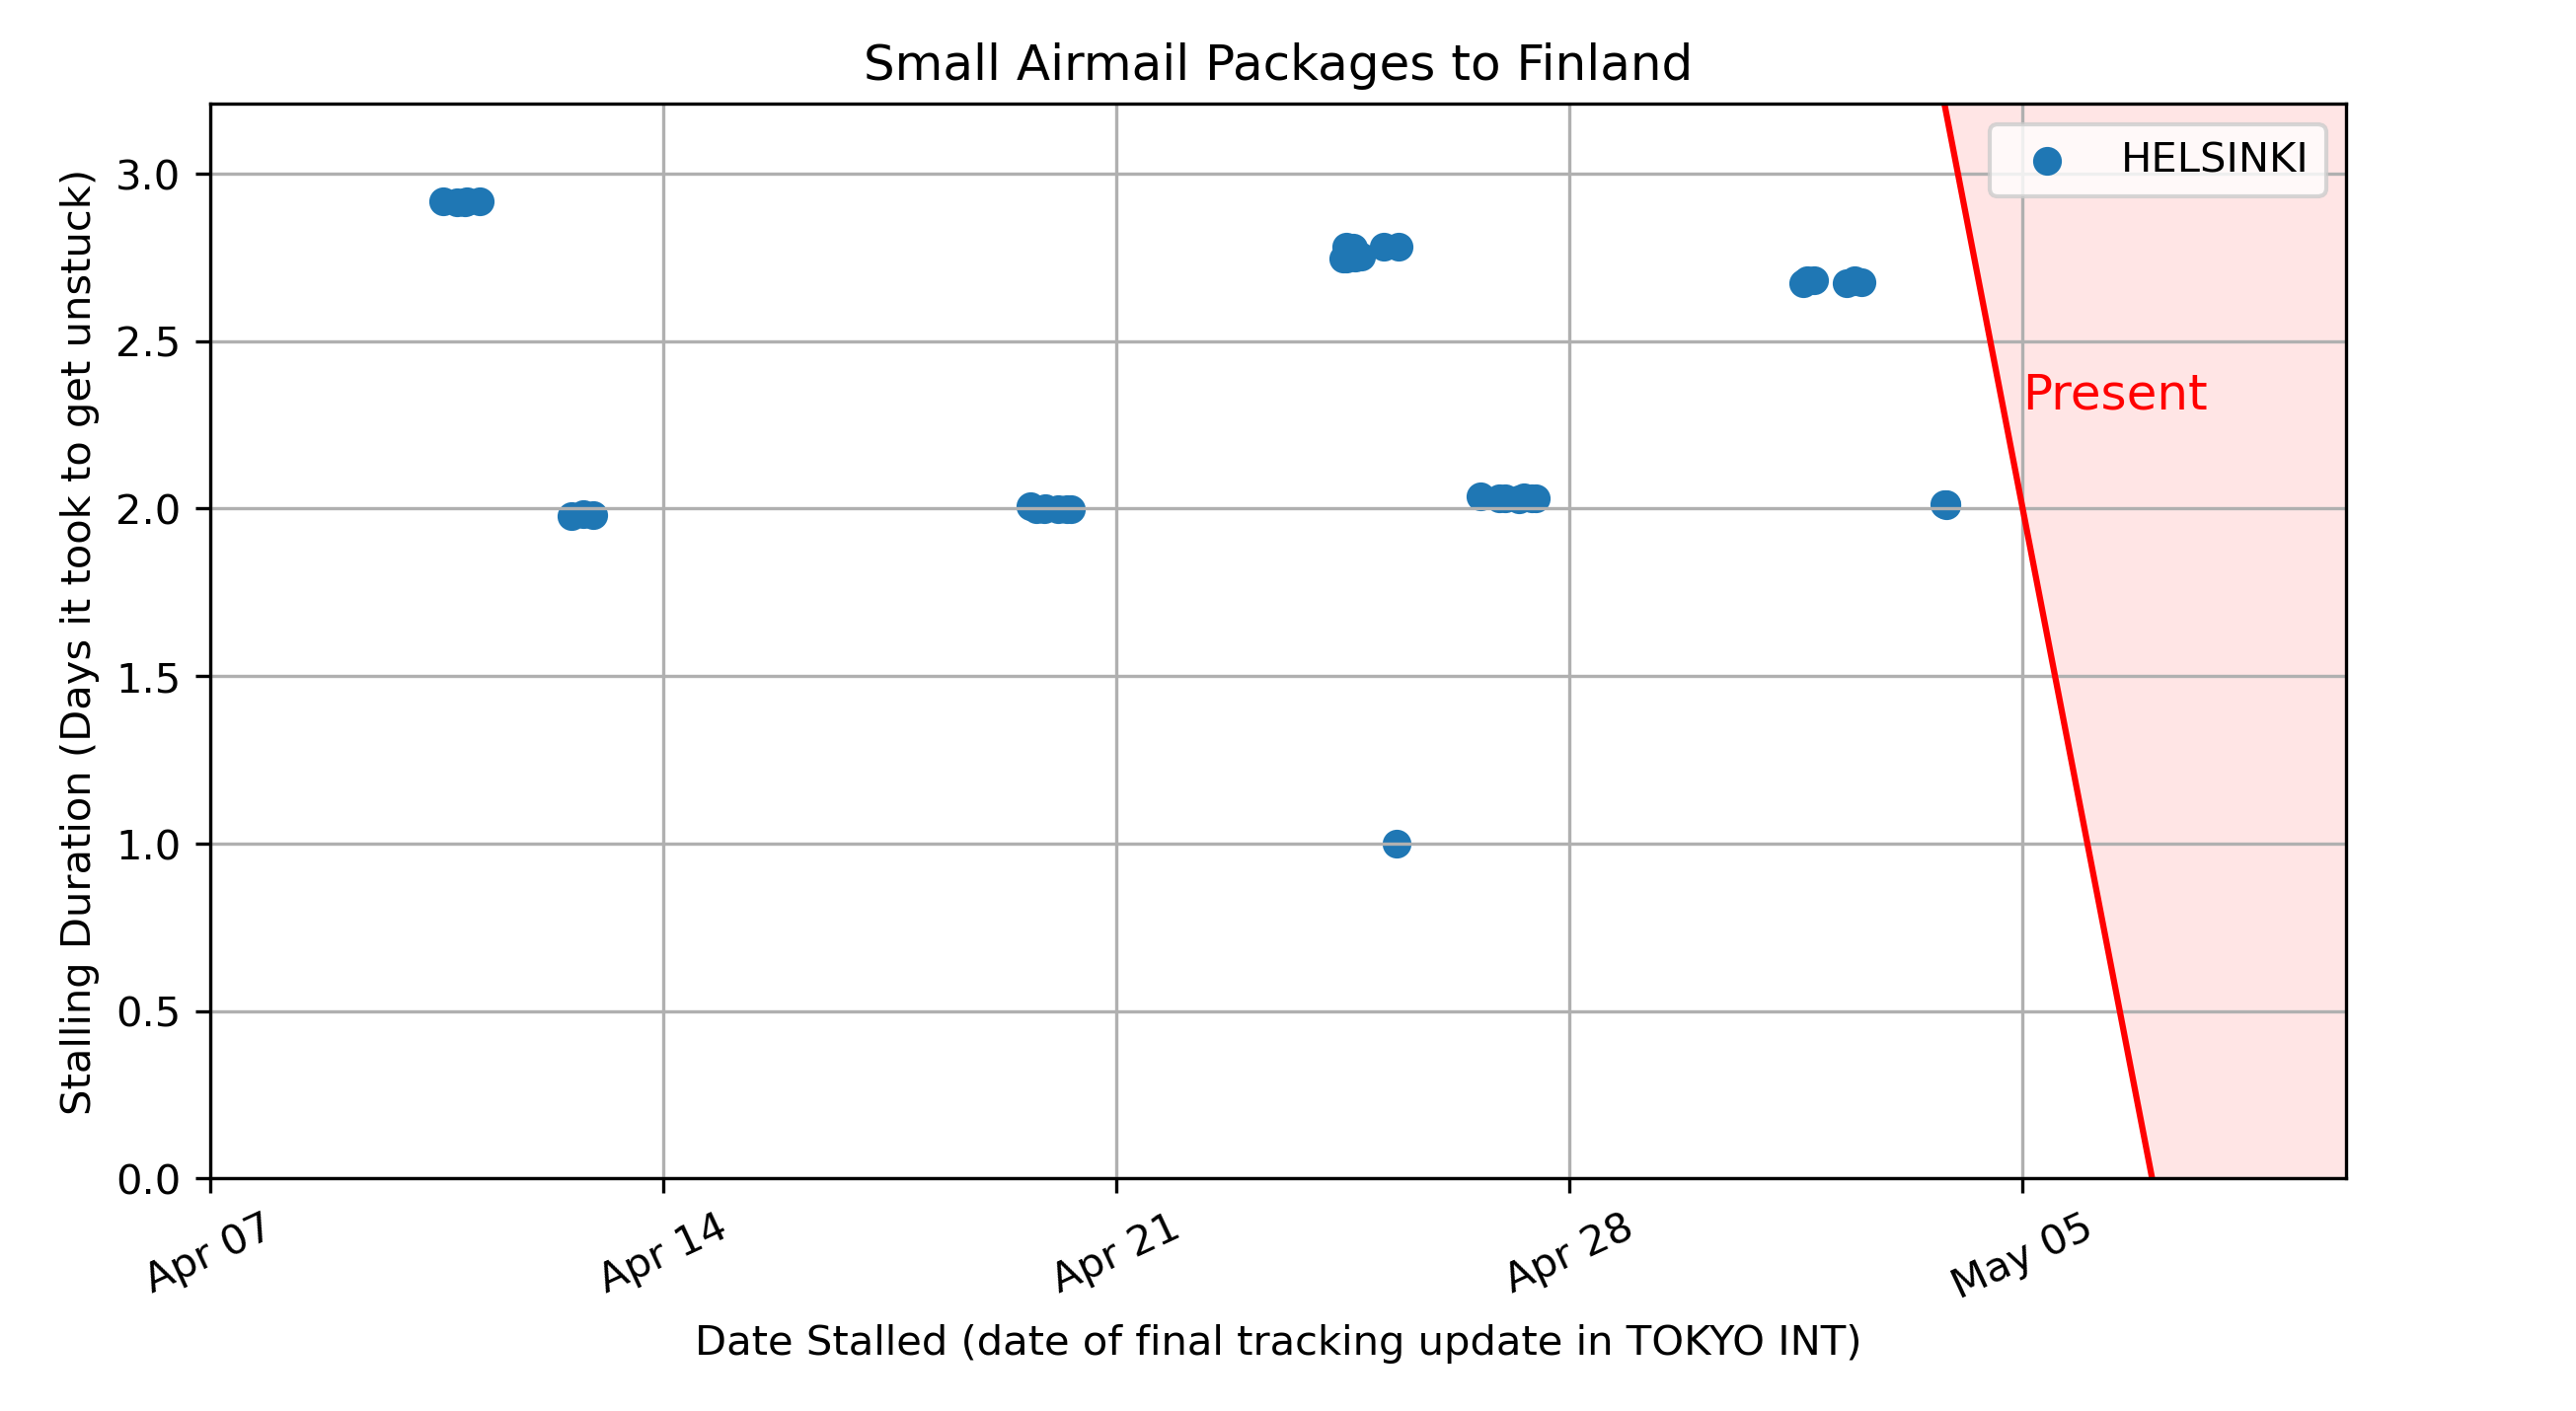 Small Airmail Packages to Finland
HELSINKI
Present
Stalling Duration (Days it took to get unstuck)
3.0
2.5
2.0
1.5
1.0
0.5
0.0
Apr 07
Apr 14
Apr 21
Apr 28
May 05
Date Stalled (date of final tracking update in TOKYO INT)